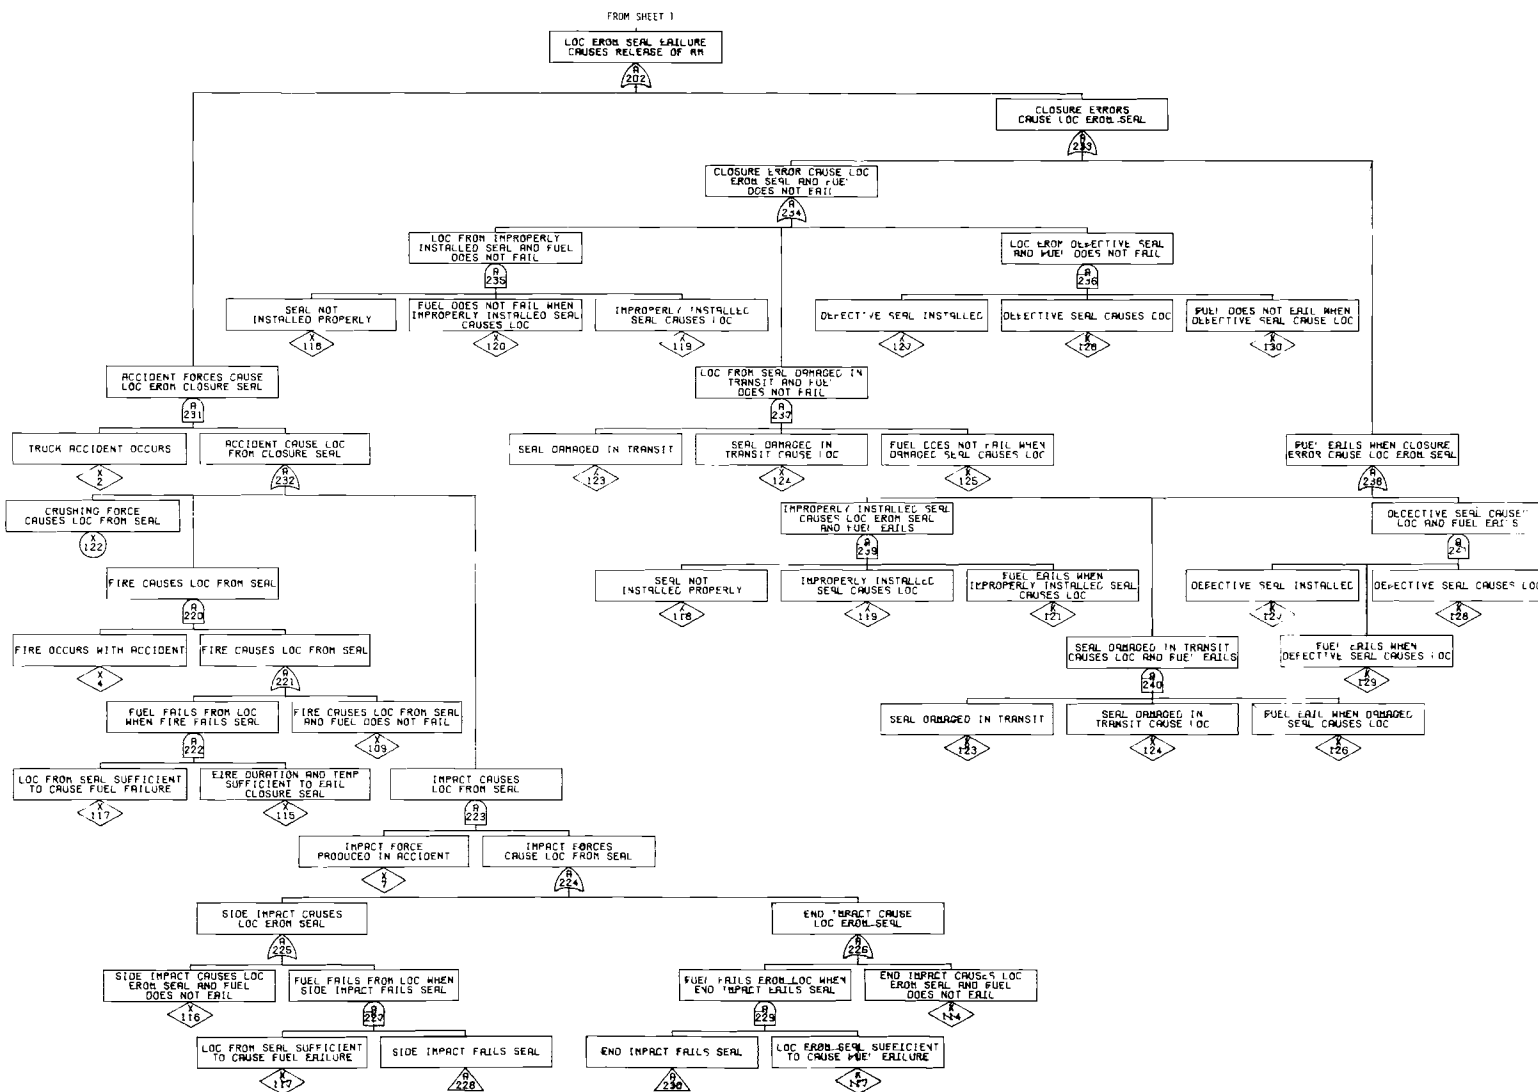 FROM SHEET 1
LOC FROM SEAL FAILURE
CAUSES RELEASE OF RM
A
202
CLOSURE ERRORS
CAUSE LOC FROM SEAL
A
233
CLOSURE ERROR CAUSE LOC
FROM SEAL AND FUEL
DOES NOT FAIL
A
234
LOC FROM IMPROPERLY
INSTALLED SEAL AND FUEL
DOES NOT FAIL
A
235
LOC FROM DEFECTIVE SEAL
AND FUEL DOES NOT FAIL
A
236
SEAL NOT
INSTALLED PROPERLY
X
118
FUEL DOES NOT FAIL WHEN
IMPROPERLY INSTALLED SEAL
CAUSES LOC
X
120
IMPROPERLY INSTALLED
SEAL CAUSES LOC
X
119
DEFECTIVE SEAL INSTALLED
X
127
DEFECTIVE SEAL CAUSES LOC
X
128
FUEL DOES NOT FAIL WHEN
DEFECTIVE SEAL CAUSE LOC
X
130
ACCIDENT FORCES CAUSE
LOC FROM CLOSURE SEAL
A
231
LOC FROM SEAL DAMAGED IN
TRANSIT AND FUEL
DOES NOT FAIL
A
237
TRUCK ACCIDENT OCCURS
X
2
ACCIDENT CAUSE LOC
FROM CLOSURE SEAL
A
232
SEAL DAMAGED IN TRANSIT
X
123
SEAL DAMAGED IN
TRANSIT CAUSE LOC
X
124
FUEL DOES NOT FAIL WHEN
DAMAGED SEAL CAUSES LOC
X
125
FUEL FAILS WHEN CLOSURE
ERROR CAUSE LOC FROM SEAL
A
238
CRUSHING FORCE
CAUSES LOC FROM SEAL
X
122
IMPROPERLY INSTALLED SEAL
CAUSES LOC FROM SEAL
AND FUEL FAILS
A
239
DEFECTIVE SEAL CAUSES
LOC AND FUEL FAILS
A
FIRE CAUSES LOC FROM SEAL
A
220
SEAL NOT
INSTALLED PROPERLY
X
118
IMPROPERLY INSTALLED
SEAL CAUSES LOC
X
119
FUEL FAILS WHEN
IMPROPERLY INSTALLED SEAL
CAUSES LOC
X
121
DEFECTIVE SEAL INSTALLED
X
127
DEFECTIVE SEAL CAUSES LOC
X
128
FIRE OCCURS WITH ACCIDENT
X
4
FIRE CAUSES LOC FROM SEAL
A
221
SEAL DAMAGED IN TRANSIT
CAUSES LOC AND FUEL FAILS
A
240
FUEL FAILS WHEN
DEFECTIVE SEAL CAUSES LOC
X
129
FUEL FAILS FROM LOC
WHEN FIRE FAILS SEAL
A
222
FIRE CAUSES LOC FROM SEAL
AND FUEL DOES NOT FAIL
X
109
SEAL DAMAGED IN TRANSIT
X
123
SEAL DAMAGED IN
TRANSIT CAUSE LOC
X
124
FUEL FAIL WHEN DAMAGED
SEAL CAUSES LOC
X
126
LOC FROM SEAL SUFFICIENT
TO CAUSE FUEL FAILURE
X
117
FIRE DURATION AND TEMP
SUFFICIENT TO FAIL
CLOSURE SEAL
X
115
IMPACT CAUSES
LOC FROM SEAL
A
223
IMPACT FORCE
PRODUCED IN ACCIDENT
X
7
IMPACT FORCES
CAUSE LOC FROM SEAL
A
224
SIDE IMPACT CAUSES
LOC FROM SEAL
A
225
END IMPACT CAUSE
LOC FROM SEAL
A
226
SIDE IMPACT CAUSES LOC
FROM SEAL AND FUEL
DOES NOT FAIL
X
116
FUEL FAILS FROM LOC WHEN
SIDE IMPACT FAILS SEAL
A
227
FUEL FAILS FROM LOC WHEN
END IMPACT FAILS SEAL
A
229
END IMPACT CAUSES LOC
FROM SEAL AND FUEL
DOES NOT FAIL
X
114
LOC FROM SEAL SUFFICIENT
TO CAUSE FUEL FAILURE
X
117
SIDE IMPACT FAILS SEAL
A
228
END IMPACT FAILS SEAL
A
230
LOC FROM SEAL SUFFICIENT
TO CAUSE FUEL FAILURE
X
117